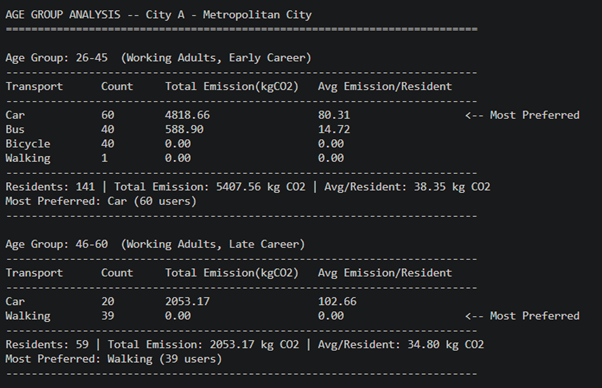 AGE GROUP ANALYSIS -- City A - Metropolitan City
======================================================================
Age Group: 26-45  (Working Adults, Early Career)
----------------------------------------------------------------------
Transport     Count     Total Emission(kgCO2)   Avg Emission/Resident
----------------------------------------------------------------------
Car           60        4818.66                 80.31                 <-- Most Preferred
Bus           40        588.90                  14.72
Bicycle       40        0.00                    0.00
Walking       1         0.00                    0.00
----------------------------------------------------------------------
Residents: 141 | Total Emission: 5407.56 kg CO2 | Avg/Resident: 38.35 kg CO2
Most Preferred: Car (60 users)
----------------------------------------------------------------------
Age Group: 46-60  (Working Adults, Late Career)
----------------------------------------------------------------------
Transport     Count     Total Emission(kgCO2)   Avg Emission/Resident
----------------------------------------------------------------------
Car           20        2053.17                 102.66
Walking       39        0.00                    0.00                  <-- Most Preferred
----------------------------------------------------------------------
Residents: 59 | Total Emission: 2053.17 kg CO2 | Avg/Resident: 34.80 kg CO2
Most Preferred: Walking (39 users)
----------------------------------------------------------------------